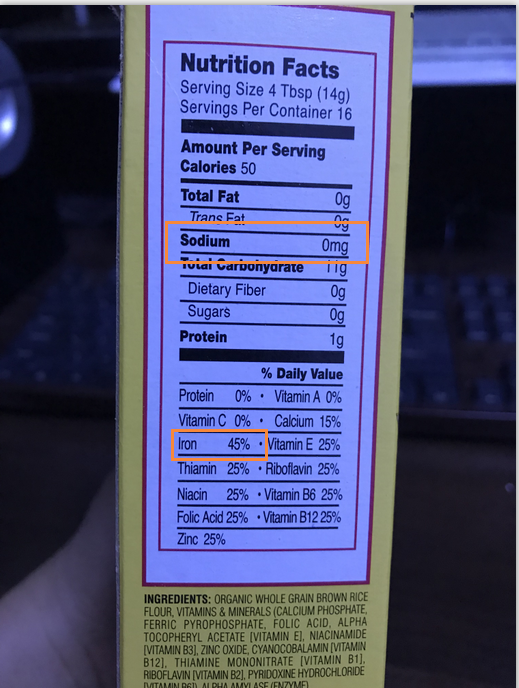 Nutrition Facts
Serving Size 4 Tbsp (14g)
Servings Per Container 16
Amount Per Serving
Calories 50
Total Fat 0g
Trans Fat 0g
Sodium 0mg
Total Carbohydrate 11g
Dietary Fiber 0g
Sugars 0g
Protein 1g
% Daily Value
Protein 0% • Vitamin A 0%
Vitamin C 0% • Calcium 15%
Iron 45% • Vitamin E 25%
Thiamin 25% • Riboflavin 25%
Niacin 25% • Vitamin B6 25%
Folic Acid 25% • Vitamin B12 25%
Zinc 25%
INGREDIENTS: ORGANIC WHOLE GRAIN BROWN RICE
FLOUR, VITAMINS & MINERALS (CALCIUM PHOSPHATE,
FERRIC PYROPHOSPHATE, FOLIC ACID, ALPHA
TOCOPHERYL ACETATE [VITAMIN E], NIACINAMIDE
[VITAMIN B3], ZINC OXIDE, CYANOCOBALAMIN [VITAMIN
B12], THIAMINE MONONITRATE [VITAMIN B1],
RIBOFLAVIN [VITAMIN B2], PYRIDOXINE HYDROCHLORIDE
[VITAMIN B6]), ALPHA AMYLASE (ENZYME)